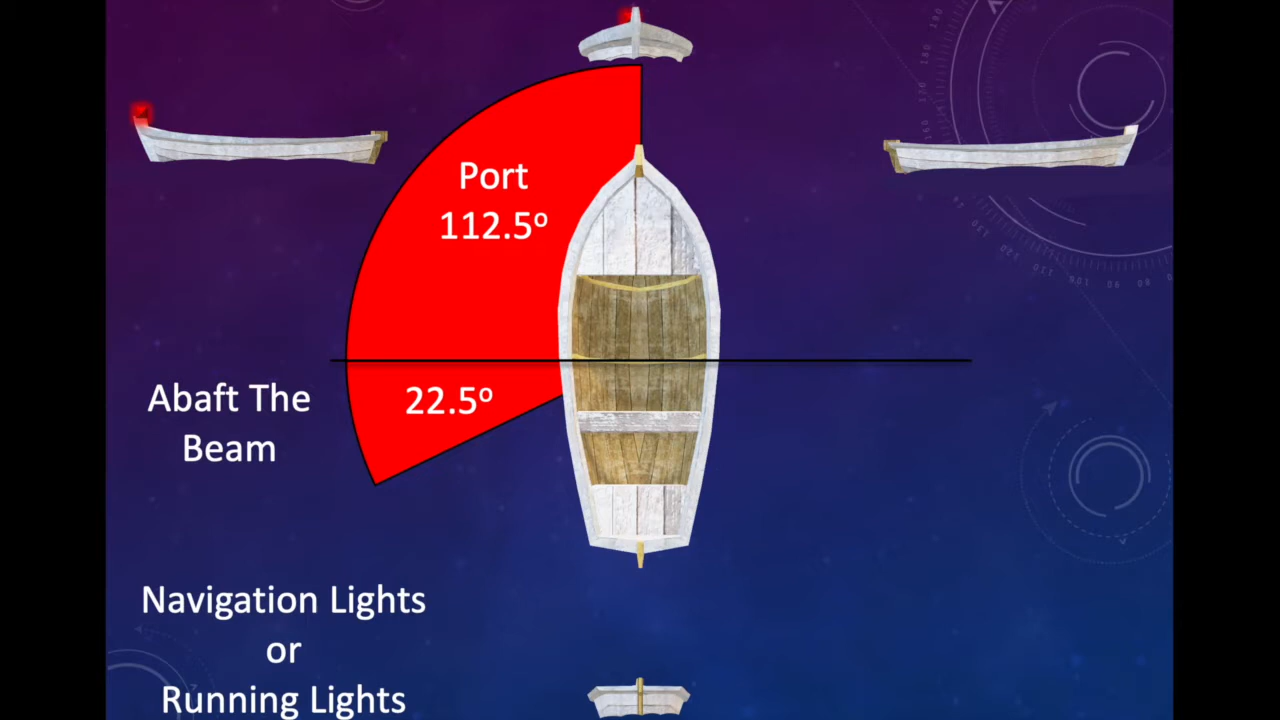 Port
112.5º
22.5º
Abaft The
Beam
Navigation Lights
or
Running Lights